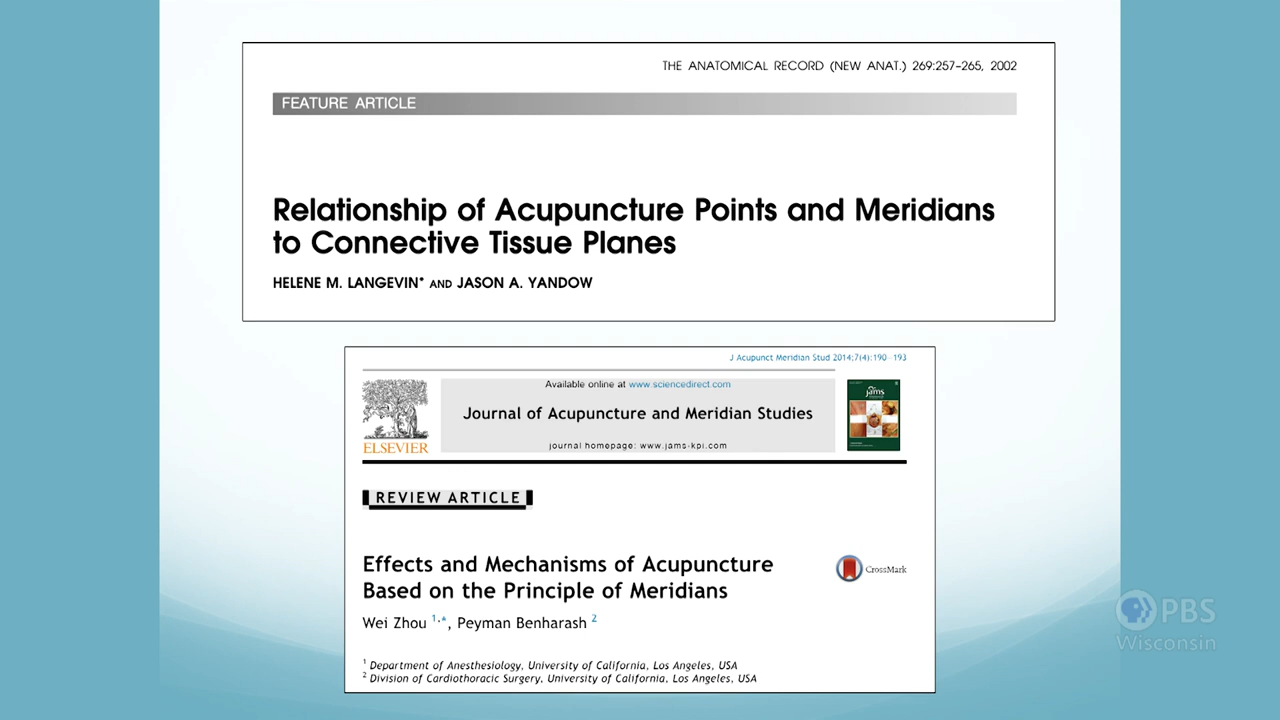 THE ANATOMICAL RECORD (NEW ANAT.) 269:257–265, 2002
FEATURE ARTICLE
Relationship of Acupuncture Points and Meridians
to Connective Tissue Planes
HELENE M. LANGEVIN* AND JASON A. YANDOW
J Acupunct Meridian Stud 2014;7(4):190–193
Available online at www.sciencedirect.com
Journal of Acupuncture and Meridian Studies
journal homepage: www.jams-kpi.com
ELSEVIER
jams
REVIEW ARTICLE
Effects and Mechanisms of Acupuncture
Based on the Principle of Meridians
CrossMark
Wei Zhou 1,*, Peyman Benharash 2
1 Department of Anesthesiology, University of California, Los Angeles, USA
2 Division of Cardiothoracic Surgery, University of California, Los Angeles, USA
PBS
Wisconsin